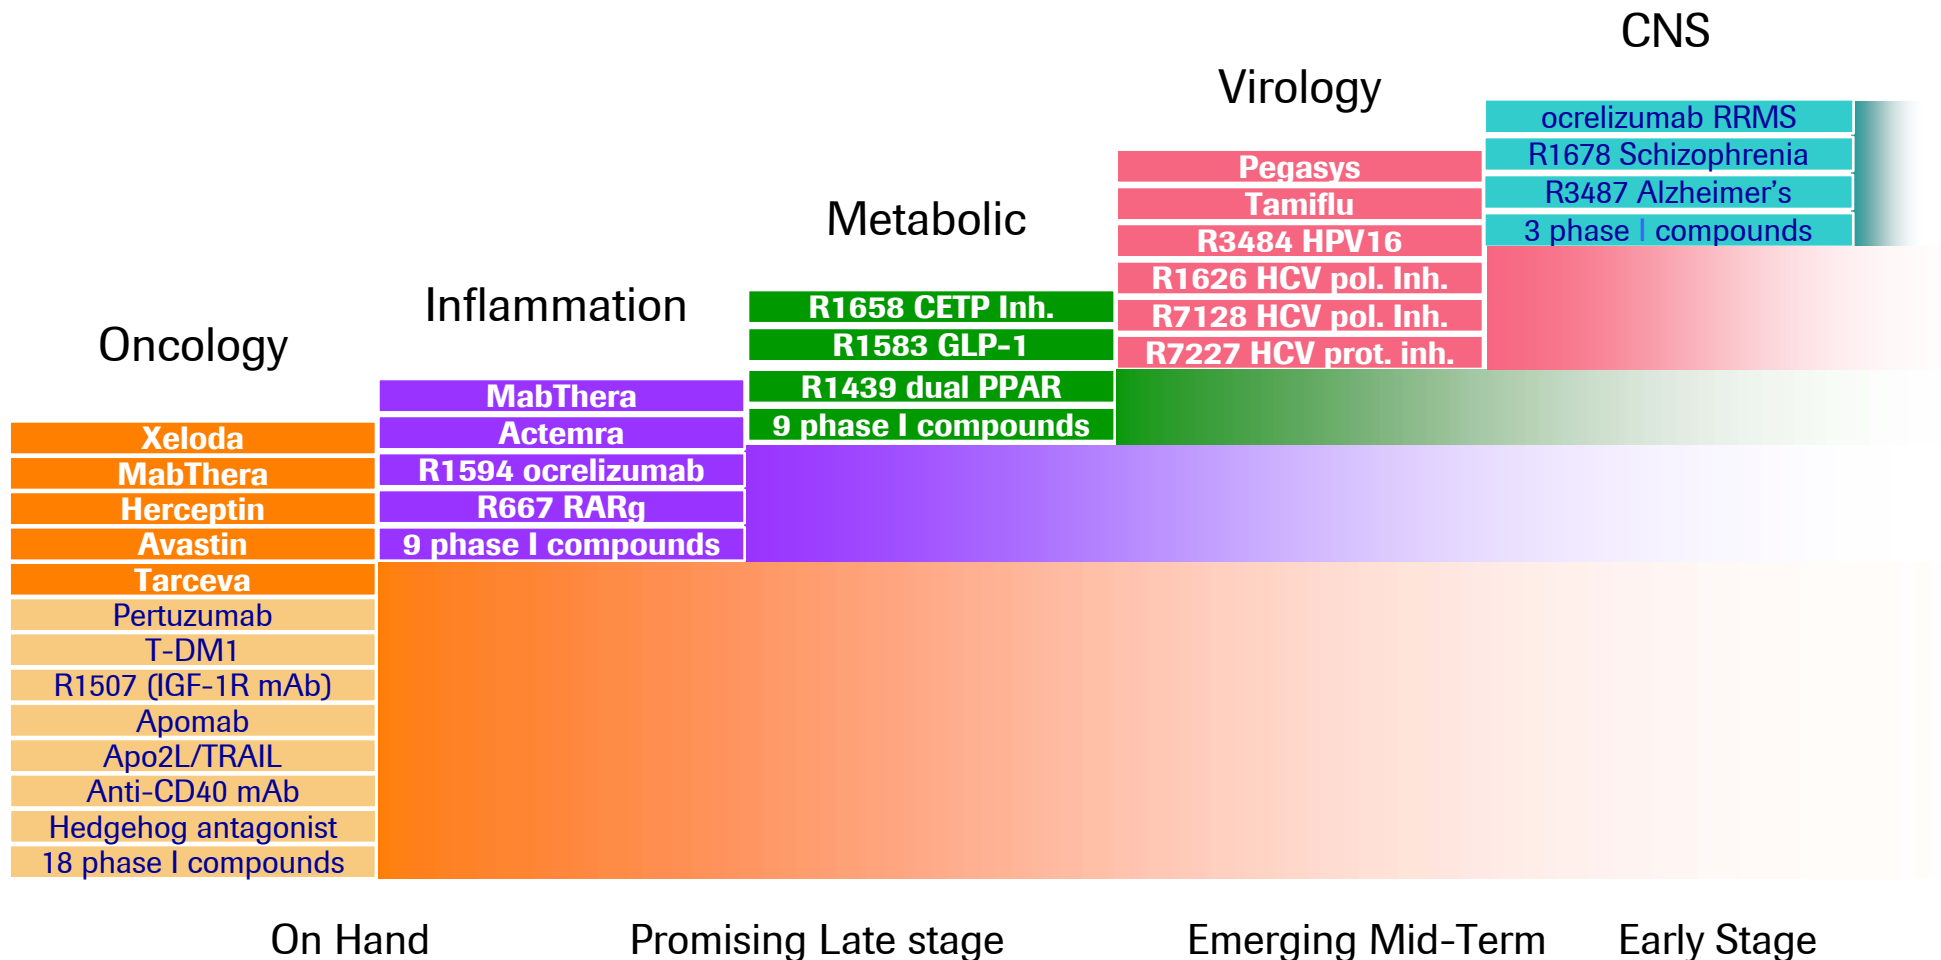 Oncology
Xeloda
MabThera
Herceptin
Avastin
Tarceva
Pertuzumab
T-DM1
R1507 (IGF-1R mAb)
Apomab
Apo2L/TRAIL
Anti-CD40 mAb
Hedgehog antagonist
18 phase I compounds
Inflammation
MabThera
Actemra
R1594 ocrelizumab
R667 RARg
9 phase I compounds
Metabolic
R1658 CETP Inh.
R1583 GLP-1
R1439 dual PPAR
9 phase I compounds
Virology
Pegasys
Tamiflu
R3484 HPV16
R1626 HCV pol. Inh.
R7128 HCV pol. Inh.
R7227 HCV prot. inh.
CNS
ocrelizumab RRMS
R1678 Schizophrenia
R3487 Alzheimer’s
3 phase I compounds
On Hand
Promising Late stage
Emerging Mid-Term
Early Stage